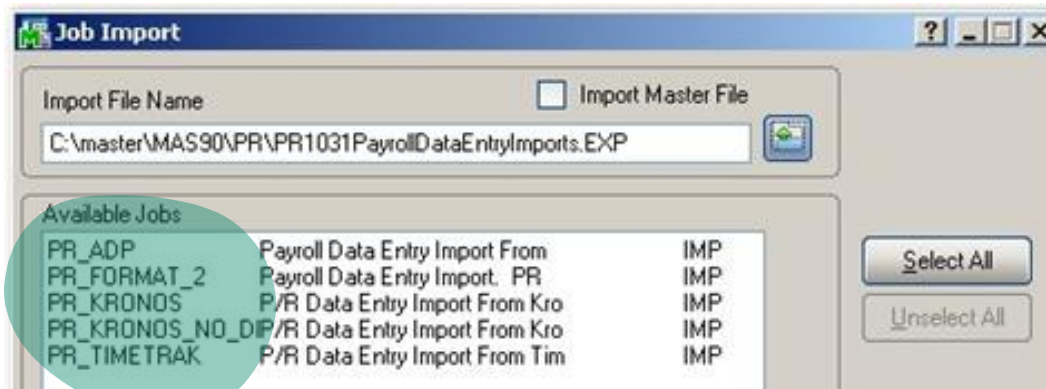 Job Import
Import File Name Import Master File
C:\master\MAS90\PR\PR1031PayrollDataEntryImports.EXP
Available Jobs
PR_ADP Payroll Data Entry Import From IMP
PR_FORMAT_2 Payroll Data Entry Import. PR IMP
PR_KRONOS P/R Data Entry Import From Kro IMP
PR_KRONOS_NO_DIP/R Data Entry Import From Kro IMP
PR_TIMETRAK P/R Data Entry Import From Tim IMP
Select All
Unselect All